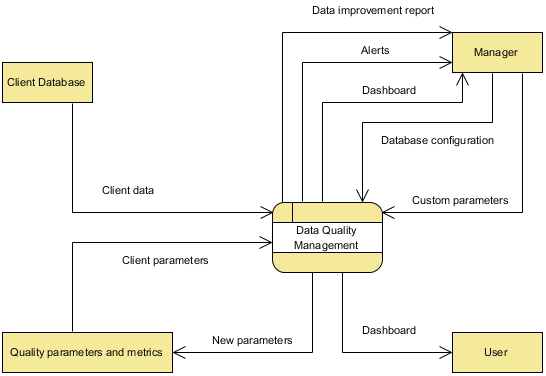 Data improvement report
Alerts
Manager
Client Database
Dashboard
Database configuration
Client data
Custom parameters
Data Quality
Management
Client parameters
New parameters
Dashboard
Quality parameters and metrics
User